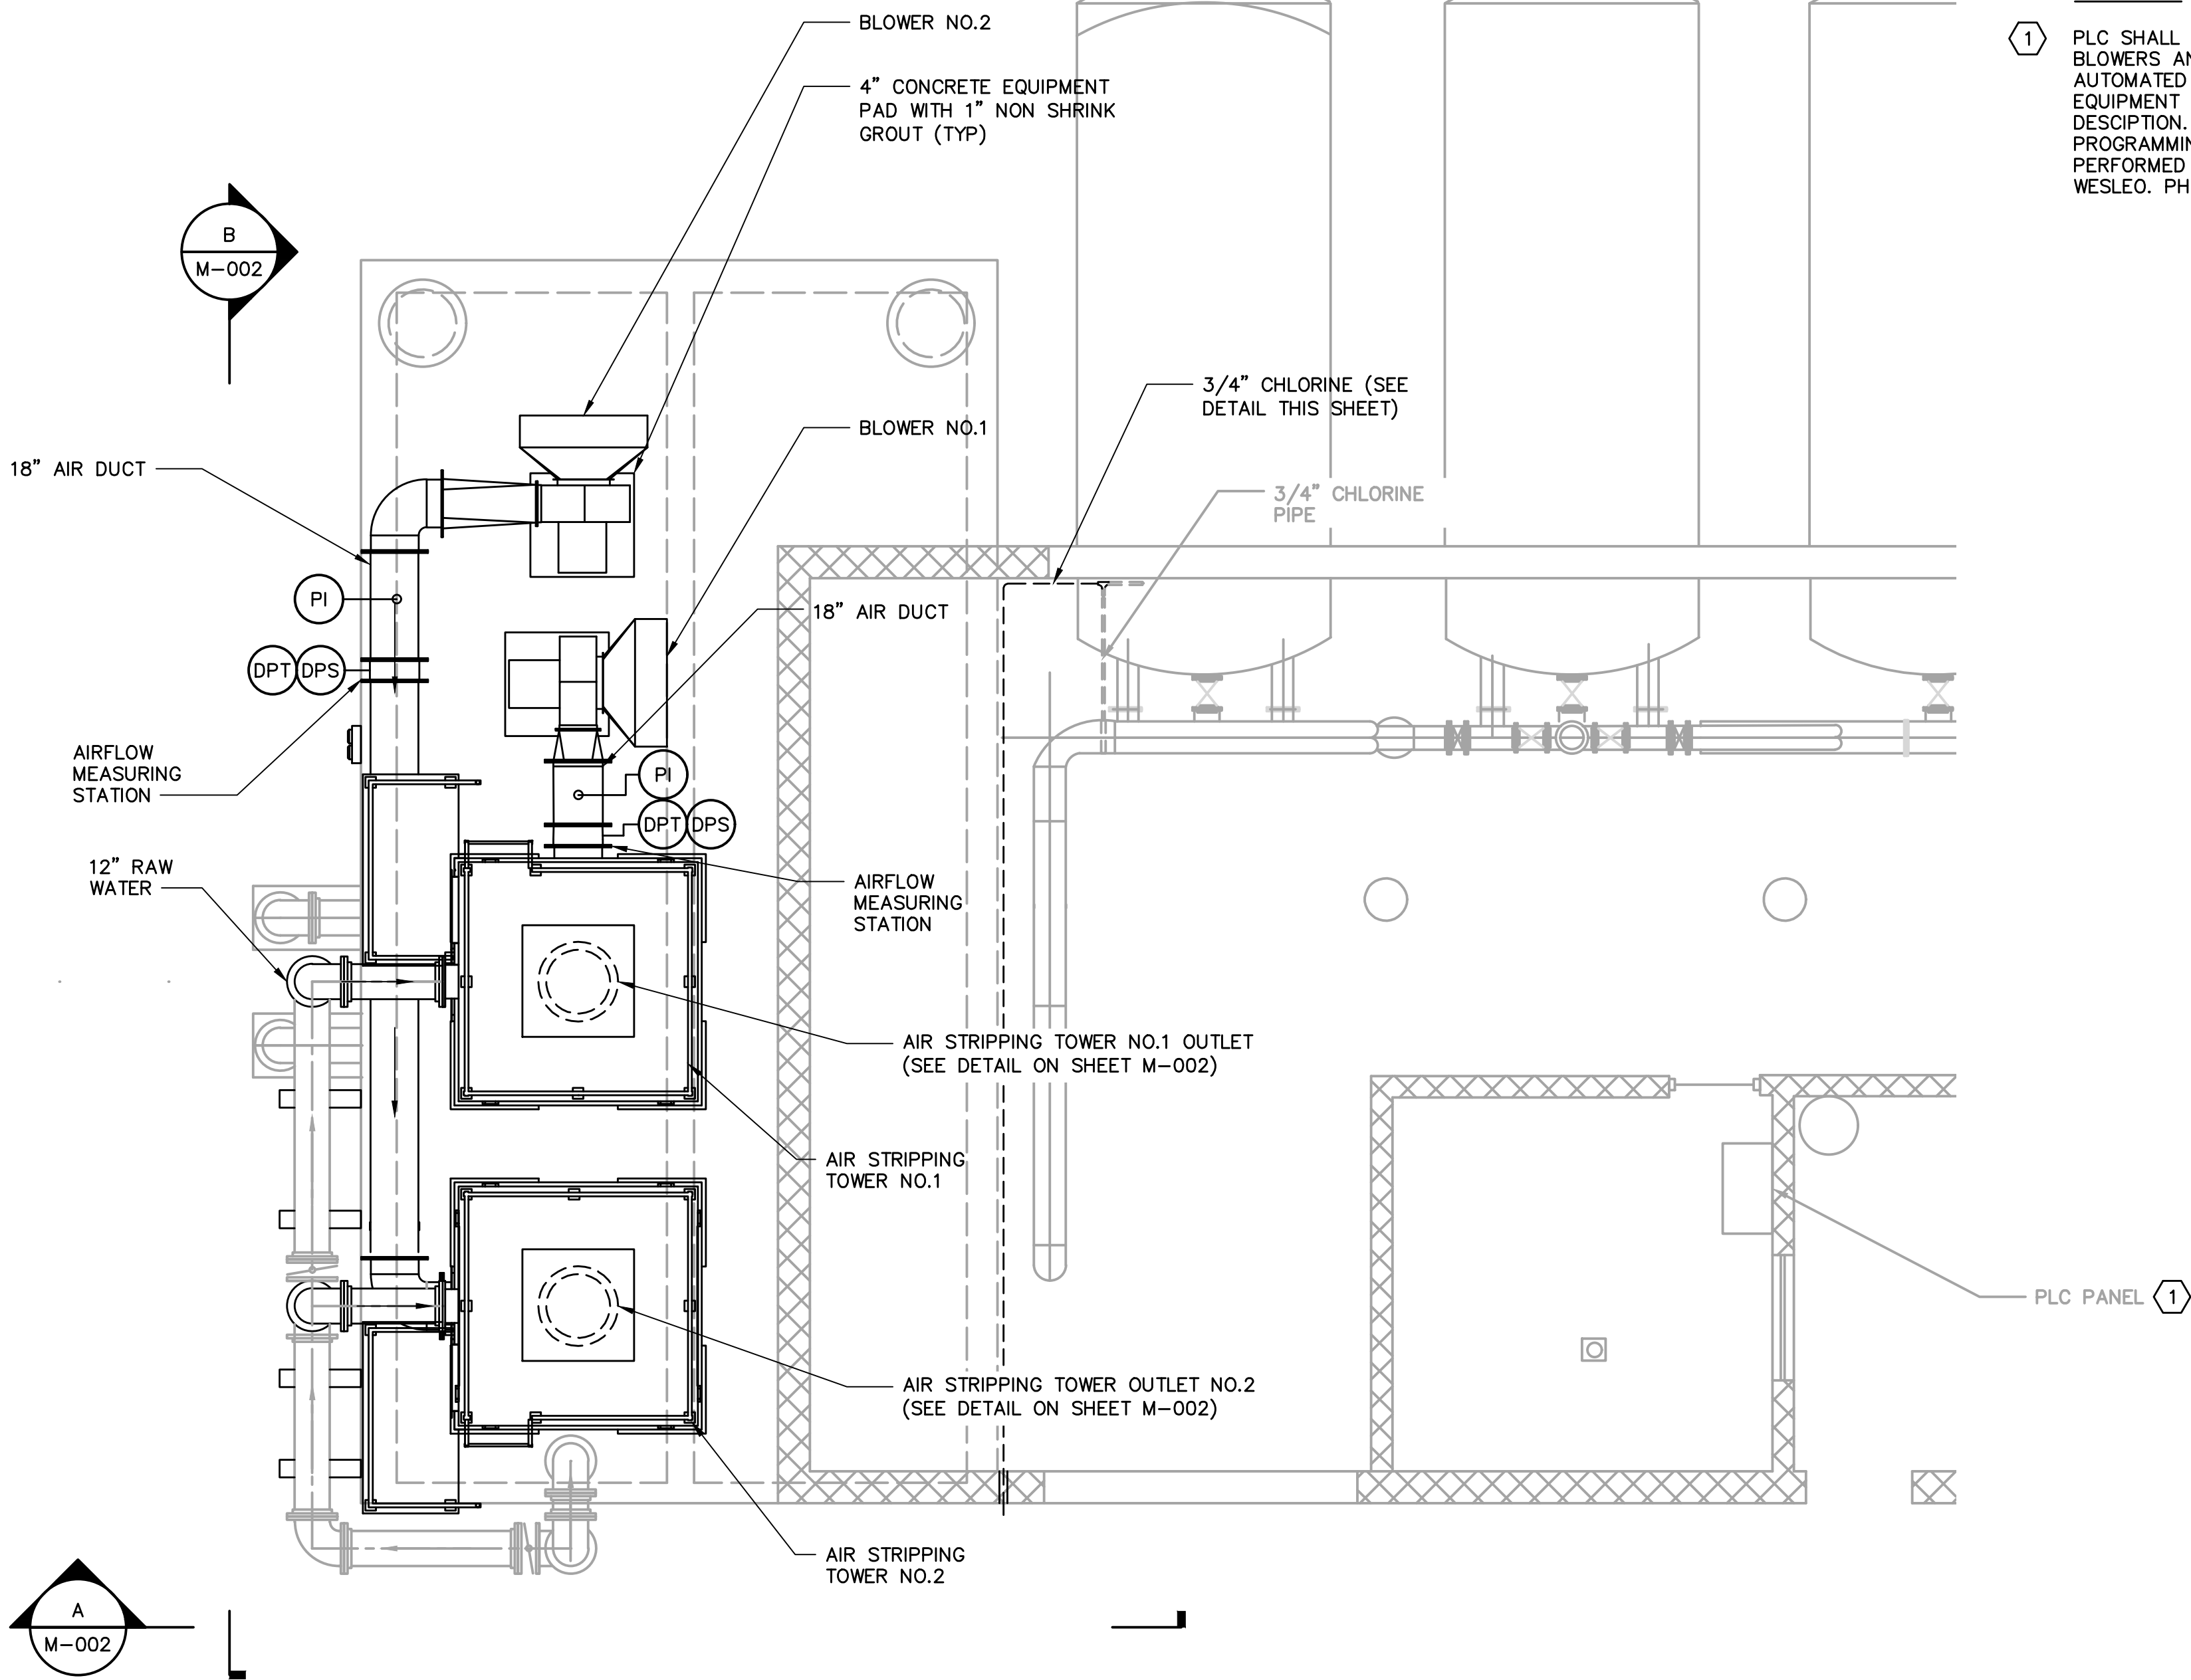 BLOWER NO.2
4” CONCRETE EQUIPMENT
PAD WITH 1” NON SHRINK
GROUT (TYP)
1
PLC SHALL
BLOWERS AN
AUTOMATED
EQUIPMENT
DESCIPTION.
PROGRAMMIN
PERFORMED
WESLEO. PH
B
M-002
3/4” CHLORINE (SEE
DETAIL THIS SHEET)
BLOWER NO.1
18” AIR DUCT
3/4” CHLORINE
PIPE
PI
18” AIR DUCT
DPT
DPS
AIRFLOW
MEASURING
STATION
PI
DPT
DPS
12” RAW
WATER
AIRFLOW
MEASURING
STATION
AIR STRIPPING TOWER NO.1 OUTLET
(SEE DETAIL ON SHEET M-002)
AIR STRIPPING
TOWER NO.1
PLC PANEL 1
AIR STRIPPING TOWER OUTLET NO.2
(SEE DETAIL ON SHEET M-002)
AIR STRIPPING
TOWER NO.2
A
M-002